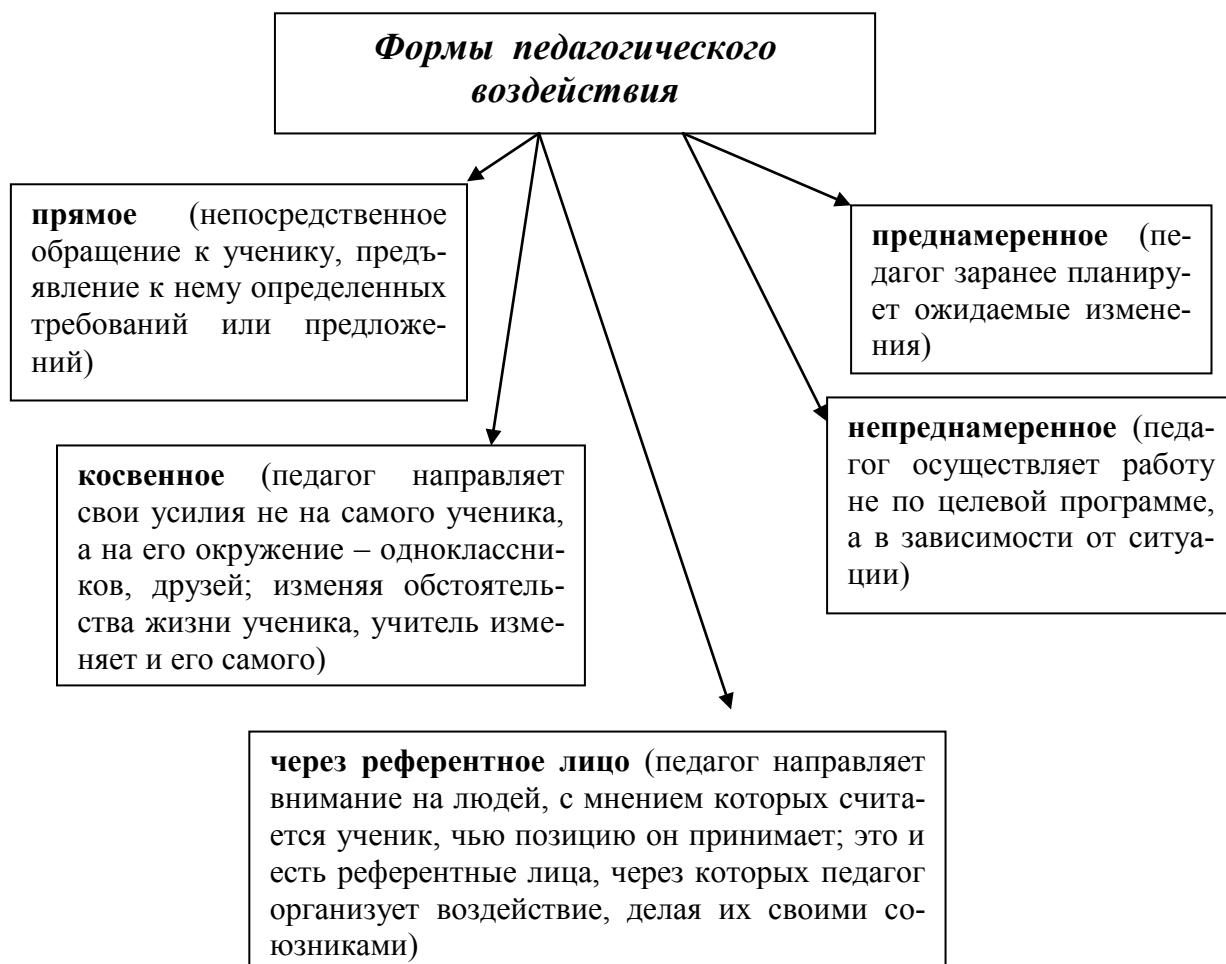 Формы педагогического
воздействия
прямое (непосредственное
обращение к ученику, предъ-
явление к нему определенных
требований или предложе-
ний)
преднамеренное (пе-
дагог заранее планиру-
ет ожидаемые измене-
ния)
косвенное (педагог направляет
свои усилия не на самого ученика,
а на его окружение – одноклассни-
ков, друзей; изменяя обстоятель-
ства жизни ученика, учитель изме-
няет и его самого)
непреднамеренное (педа-
гог осуществляет работу
не по целевой программе,
а в зависимости от ситуа-
ции)
через референтное лицо (педагог направляет
внимание на людей, с мнением которых счита-
ется ученик, чью позицию он принимает; это и
есть референтные лица, через которых педагог
организует воздействие, делая их своими со-
юзниками)